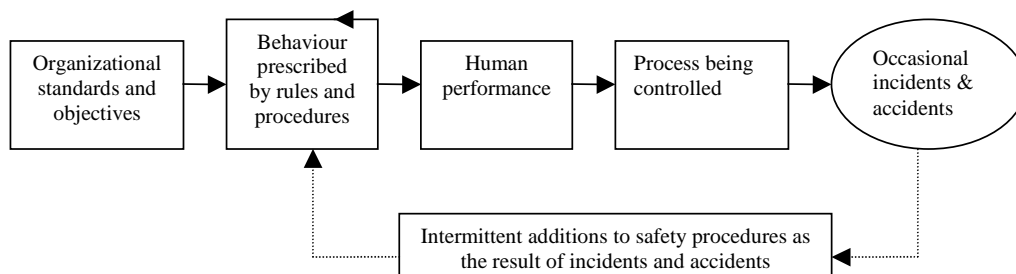 Organizational
standards and
objectives
Behaviour
prescribed
by rules and
procedures
Human
performance
Process being
controlled
Occasional
incidents &
accidents
Intermittent additions to safety procedures as
the result of incidents and accidents